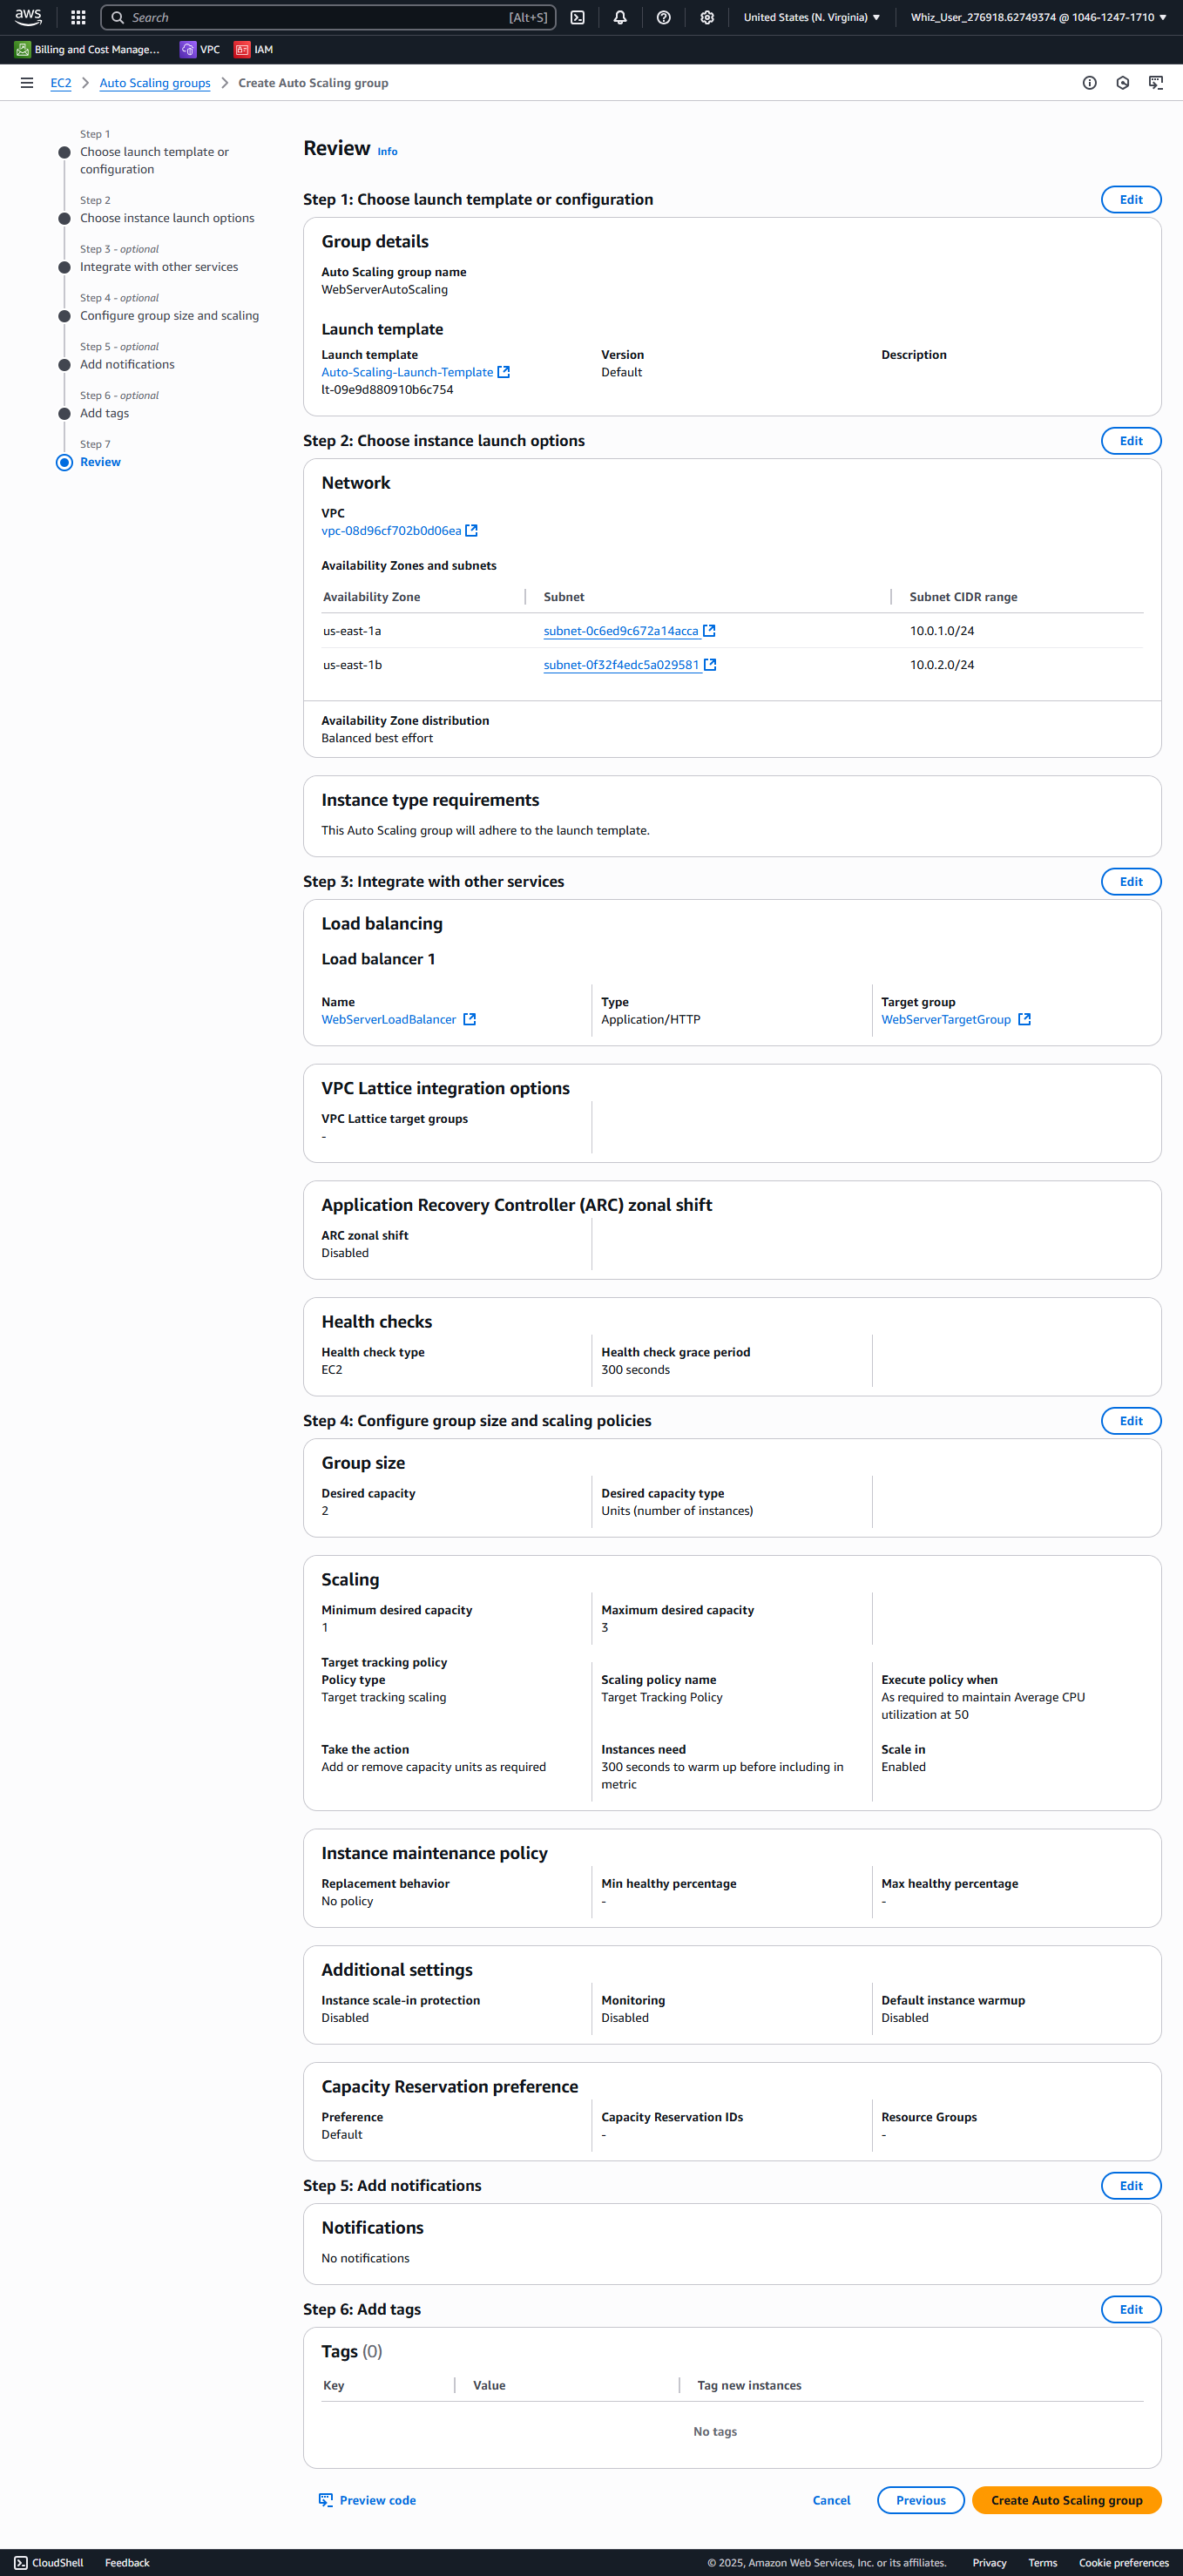 aws
Search [Alt+S]
United States (N. Virginia)
Whiz_User_276918.62749374 @ 1046-1247-1710
Billing and Cost Manage...
VPC
IAM
EC2
Auto Scaling groups
Create Auto Scaling group
Step 1
Choose launch template or
configuration
Step 2
Choose instance launch options
Step 3 - optional
Integrate with other services
Step 4 - optional
Configure group size and scaling
Step 5 - optional
Add notifications
Step 6 - optional
Add tags
Step 7
Review
Review Info
Step 1: Choose launch template or configuration
Edit
Group details
Auto Scaling group name
WebServerAutoScaling
Launch template
Launch template Version Description
Auto-Scaling-Launch-Template Default
lt-09e9d880910b6c754
Step 2: Choose instance launch options
Edit
Network
VPC
vpc-08d96cf702b0d06ea
Availability Zones and subnets
Availability Zone Subnet Subnet CIDR range
us-east-1a subnet-0c6ed9c672a14acca 10.0.1.0/24
us-east-1b subnet-0f32f4edc5a029581 10.0.2.0/24
Availability Zone distribution
Balanced best effort
Instance type requirements
This Auto Scaling group will adhere to the launch template.
Step 3: Integrate with other services
Edit
Load balancing
Load balancer 1
Name Type Target group
WebServerLoadBalancer Application/HTTP WebServerTargetGroup
VPC Lattice integration options
VPC Lattice target groups
-
Application Recovery Controller (ARC) zonal shift
ARC zonal shift
Disabled
Health checks
Health check type Health check grace period
EC2 300 seconds
Step 4: Configure group size and scaling policies
Edit
Group size
Desired capacity Desired capacity type
2 Units (number of instances)
Scaling
Minimum desired capacity Maximum desired capacity
1 3
Target tracking policy
Policy type Scaling policy name Execute policy when
Target tracking scaling Target Tracking Policy As required to maintain Average CPU
utilization at 50
Take the action Instances need Scale in
Add or remove capacity units as required 300 seconds to warm up before including in Enabled
metric
Instance maintenance policy
Replacement behavior Min healthy percentage Max healthy percentage
No policy - -
Additional settings
Instance scale-in protection Monitoring Default instance warmup
Disabled Disabled Disabled
Capacity Reservation preference
Preference Capacity Reservation IDs Resource Groups
Default - -
Step 5: Add notifications
Edit
Notifications
No notifications
Step 6: Add tags
Edit
Tags (0)
Key Value Tag new instances
No tags
Preview code
Cancel
Previous
Create Auto Scaling group
CloudShell
Feedback
© 2025, Amazon Web Services, Inc. or its affiliates.
Privacy
Terms
Cookie preferences